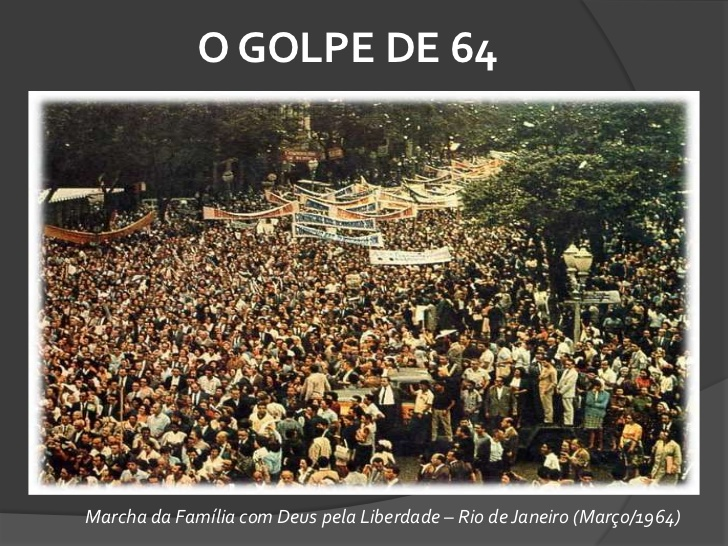 O GOLPE DE 64
Marcha da Família com Deus pela Liberdade – Rio de Janeiro (Março/1964)